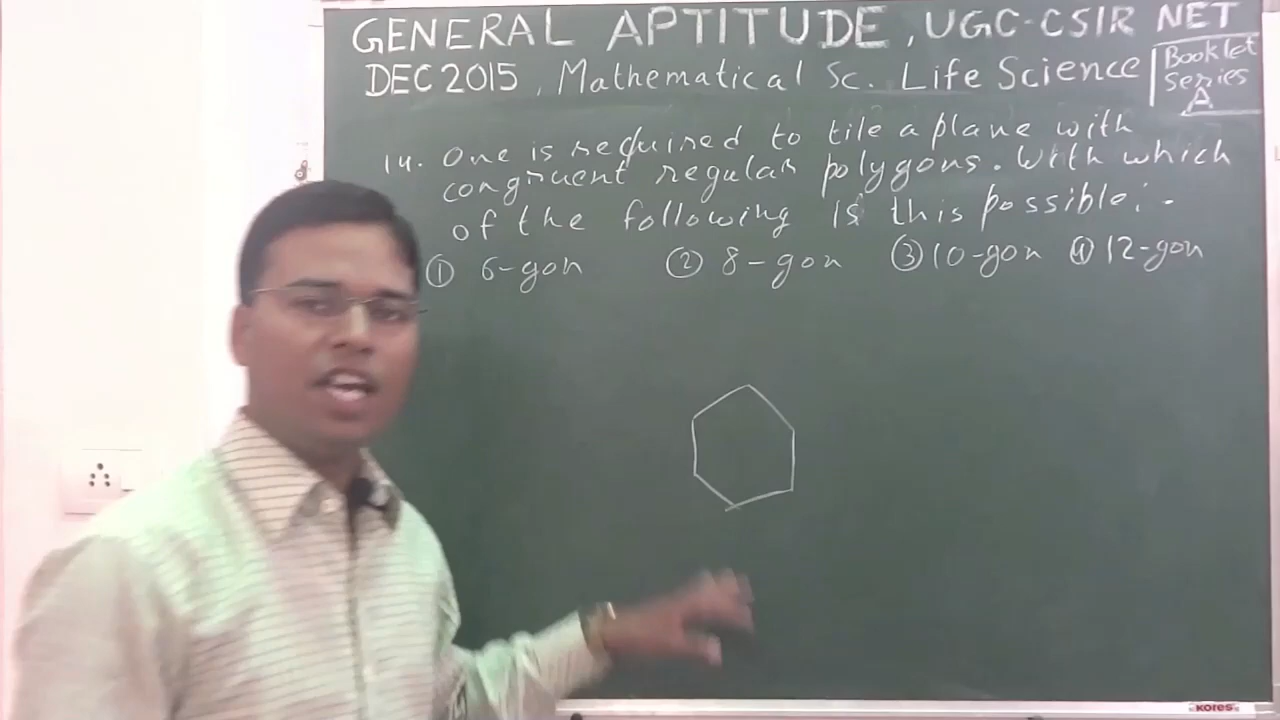 GENERAL APTITUDE, UGC-CSIR NET
DEC 2015, Mathematical Sc. Life Science
Booklet
Series
A
14. One is required to tile a plane with
congruent regular polygons. With which
of the following is this possible:-
① 6-gon ② 8-gon ③ 10-gon ④ 12-gon
KOReS